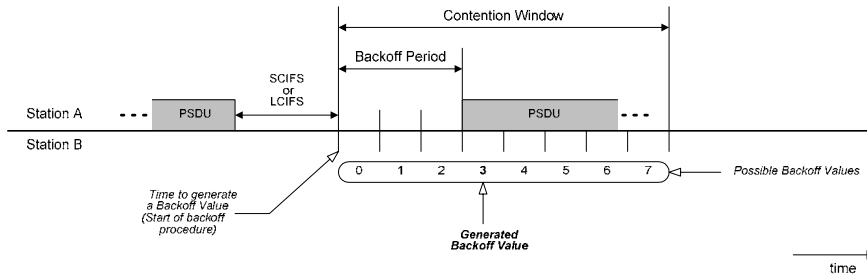 Contention Window
Backoff Period
SCIFS
or
LCIFS
Station A
PSDU
PSDU
Station B
0 1 2 3 4 5 6 7
Possible Backoff Values
Time to generate
a Backoff Value
(Start of backoff
procedure)
Generated
Backoff Value
time